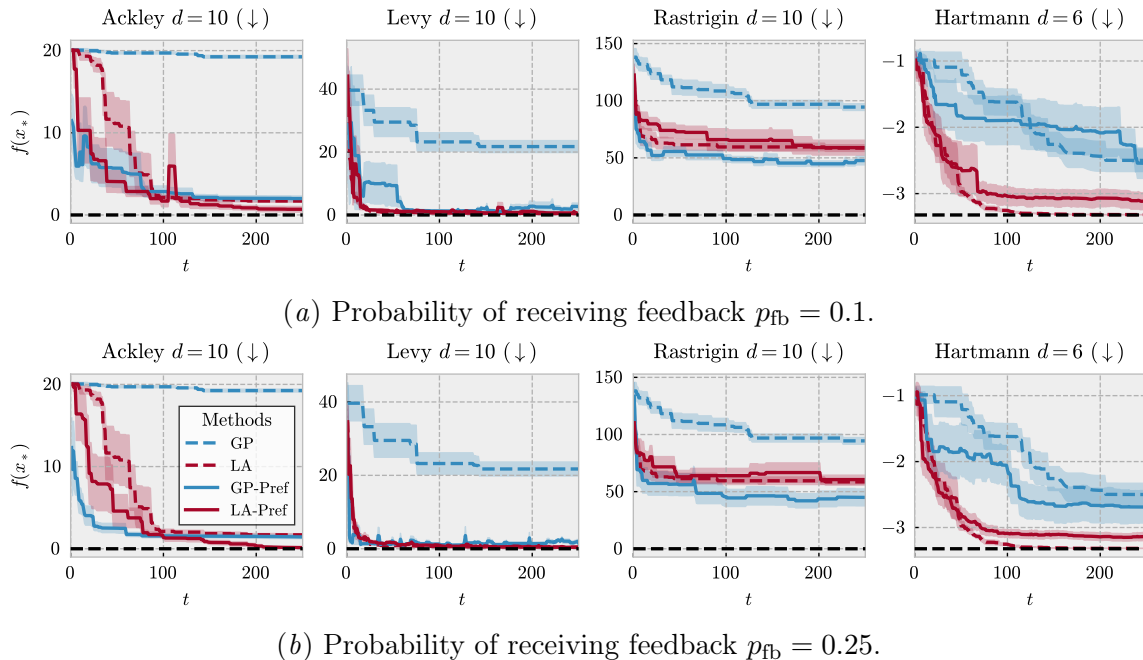 Ackley d = 10 (↓)
Levy d = 10 (↓)
Rastrigin d = 10 (↓)
Hartmann d = 6 (↓)
f(x∗)
20
10
0
0
100
200
t
40
20
0
0
100
200
t
150
100
50
0
0
100
200
t
−1
−2
−3
0
100
200
t
(a) Probability of receiving feedback pfb = 0.1.
Ackley d = 10 (↓)
Levy d = 10 (↓)
Rastrigin d = 10 (↓)
Hartmann d = 6 (↓)
f(x∗)
20
10
0
Methods
GP
LA
GP-Pref
LA-Pref
0
100
200
t
40
20
0
0
100
200
t
150
100
50
0
0
100
200
t
−1
−2
−3
0
100
200
t
(b) Probability of receiving feedback pfb = 0.25.